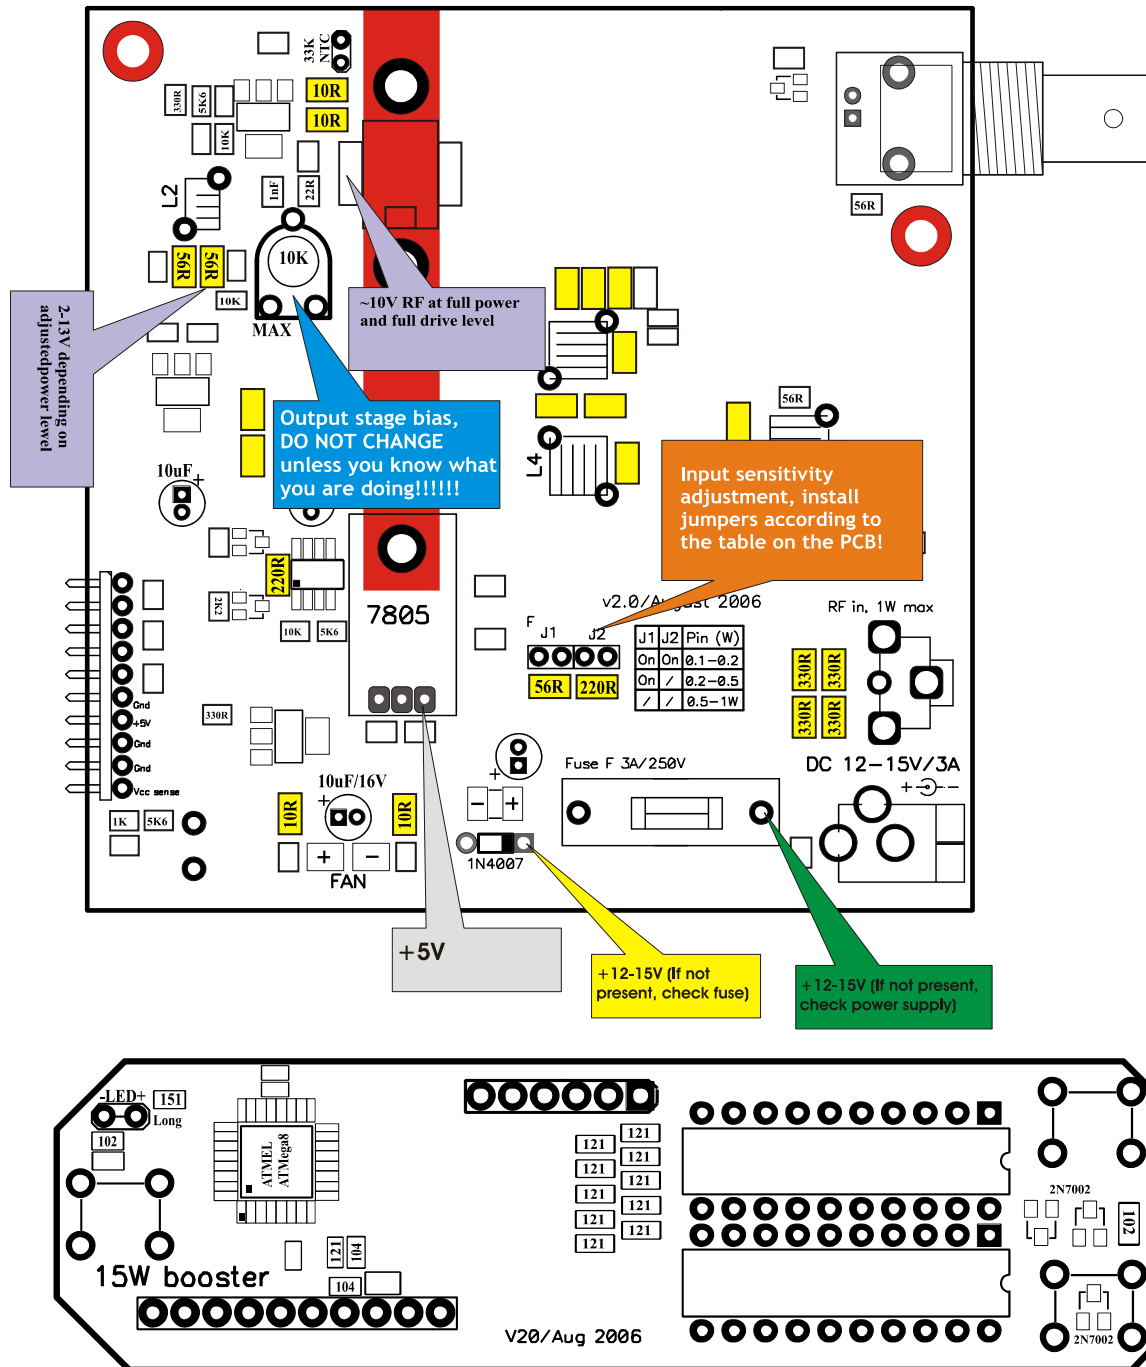 33K
NTC
10R
10R
330R
5K6
10K
L2
1nF
22R
56R
56R
56R
10K
10K
MAX
~10V RF at full power
and full drive level
2-13V depending on
adjustedpower lewel
Output stage bias,
DO NOT CHANGE
unless you know what
you are doing!!!!!!
56R
L4
Input sensitivity
adjustment, install
jumpers according to
the table on the PCB!
10uF
+
220R
2K2
10K
5K6
7805
v2.0/August 2006
F
J1
J2
56R
220R
J1 J2 Pin (W)
On On 0.1-0.2
On / 0.2-0.5
/ / 0.5-1W
RF in, 1W max
330R
330R
330R
330R
DC 12-15V/3A
+ -
Gnd
+5V
Gnd
Gnd
Vcc sense
330R
1K
5K6
10uF/16V
+
10R
10R
+ -
FAN
+
- +
1N4007
Fuse F 3A/250V
+5V
+12-15V (If not
present, check fuse)
+12-15V (If not present,
check power supply)
-LED+
Long
151
102
ATMEL
ATMega8
121
104
104
15W booster
121
121
121
121
121
121
121
121
121
121
V20/Aug 2006
2N7002
102
2N7002